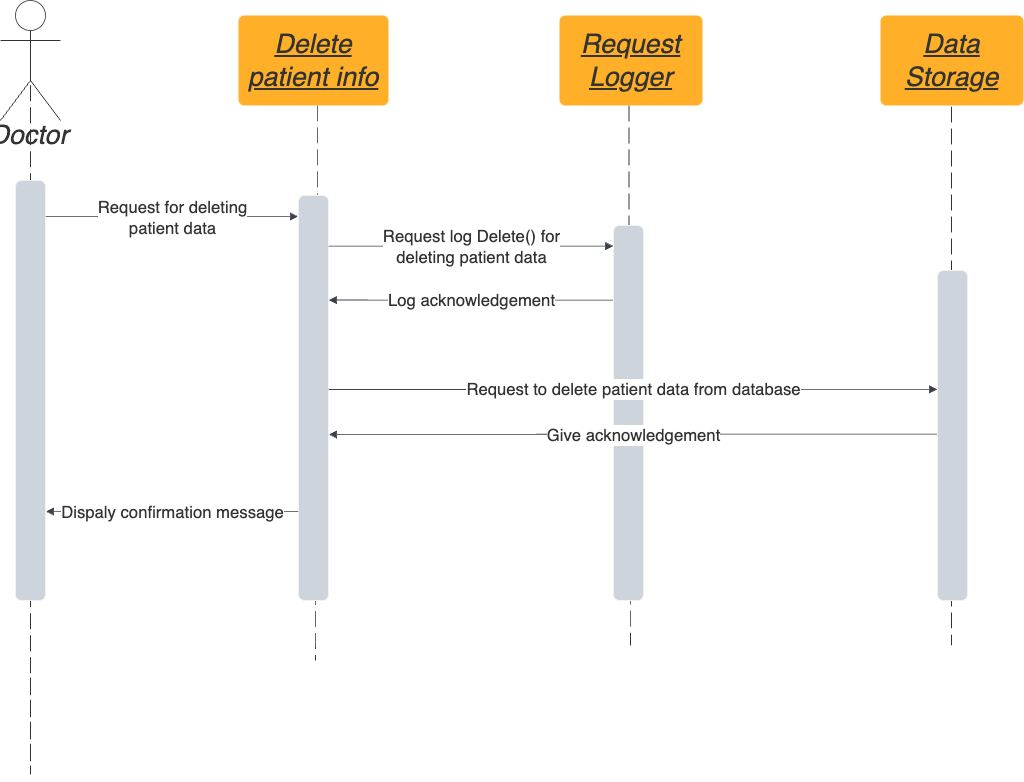 Doctor
Delete
patient info
Request
Logger
Data
Storage
Request for deleting
patient data
Request log Delete() for
deleting patient data
Log acknowledgement
Request to delete patient data from database
Give acknowledgement
Dispaly confirmation message